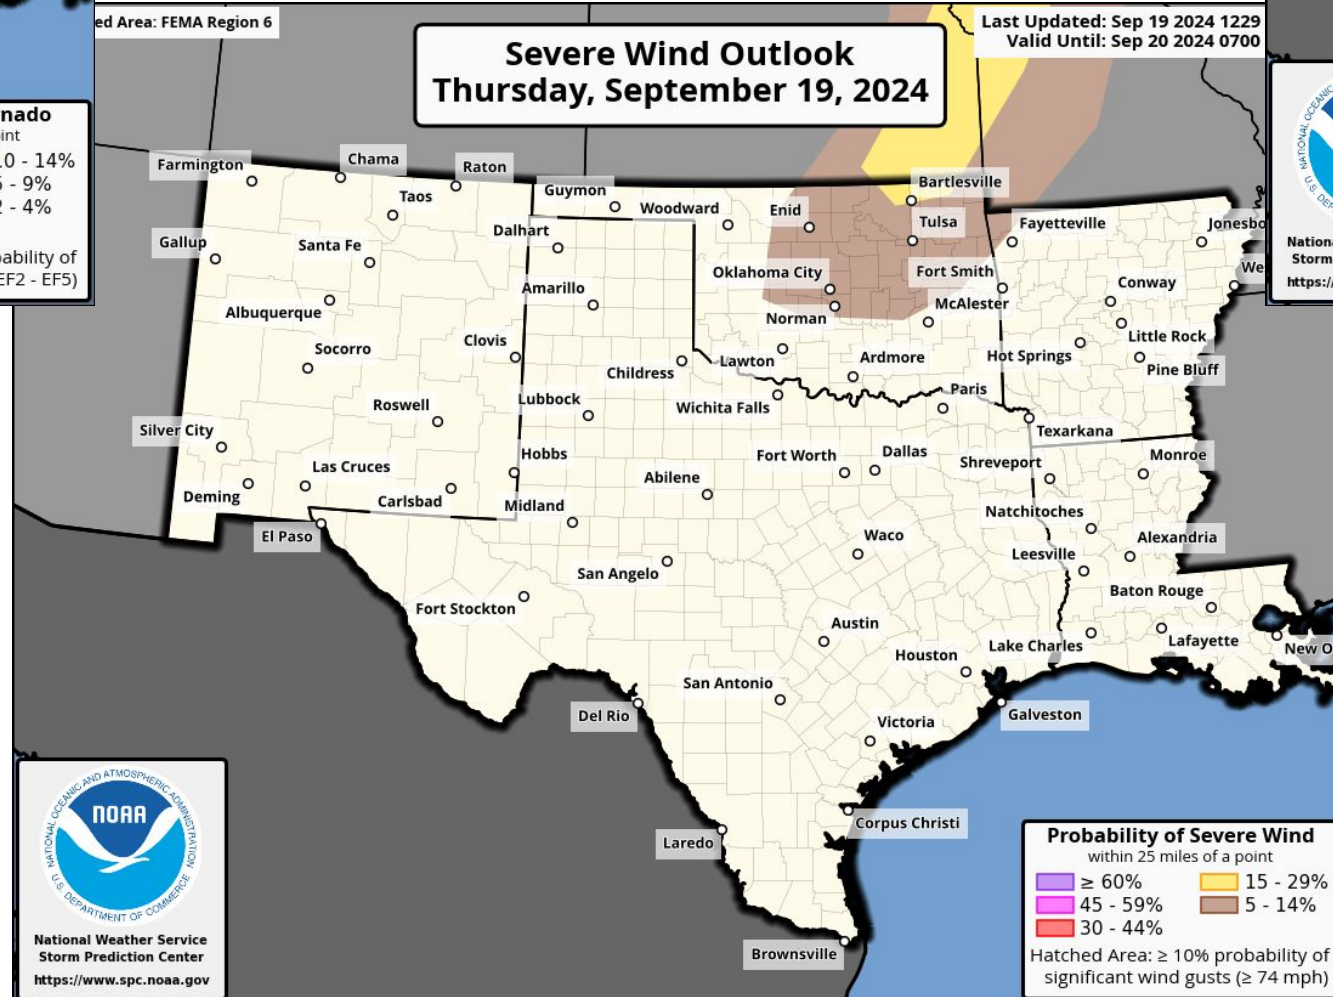 ed Area: FEMA Region 6
Last Updated: Sep 19 2024 1229
Valid Until: Sep 20 2024 0700
Severe Wind Outlook
Thursday, September 19, 2024
nado
int
10 - 14%
5 - 9%
2 - 4%
ability of
EF2 - EF5)
Farmington
Chama
Raton
Taos
Guymon
Woodward
Enid
Bartlesville
Tulsa
Fayetteville
Jonesbo
Gallup
Santa Fe
Dalhart
Oklahoma City
Fort Smith
We
Amarillo
Conway
Albuquerque
Norman
McAlester
Socorro
Clovis
Little Rock
Childress
Lawton
Ardmore
Hot Springs
Pine Bluff
Roswell
Lubbock
Wichita Falls
Paris
Silver City
Texarkana
Las Cruces
Hobbs
Fort Worth
Dallas
Shreveport
Monroe
Deming
Carlsbad
Midland
Abilene
Natchitoches
El Paso
Waco
Alexandria
San Angelo
Leesville
Fort Stockton
Baton Rouge
Austin
Lake Charles
Lafayette
New O
Houston
San Antonio
Del Rio
Victoria
Galveston
Laredo
Corpus Christi
Brownsville
NATIONAL OCEANIC AND ATMOSPHERIC ADMINISTRATION
NOAA
U.S. DEPARTMENT OF COMMERCE
National Weather Service
Storm Prediction Center
https://www.spc.noaa.gov
Probability of Severe Wind
within 25 miles of a point
≥ 60%
15 - 29%
45 - 59%
5 - 14%
30 - 44%
Hatched Area: ≥ 10% probability of
significant wind gusts (≥ 74 mph)
NATIONAL OCEANIC
U.S. DEP
Nationa
Storm
https:/